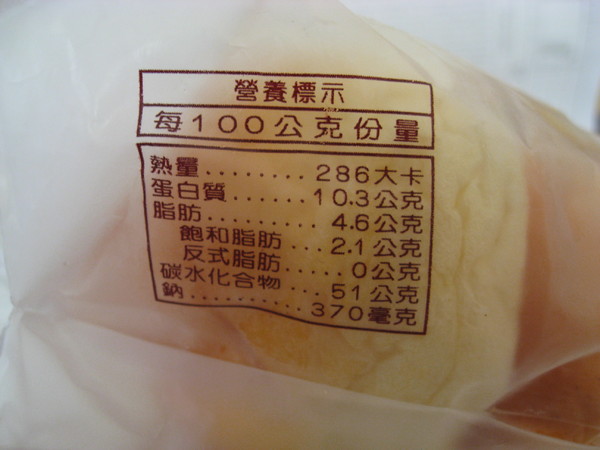 營養標示
每100公克份量
熱量........286大卡
蛋白質......10.3公克
脂肪........4.6公克
飽和脂肪...2.1公克
反式脂肪.....0公克
碳水化合物...51公克
鈉.........370毫克